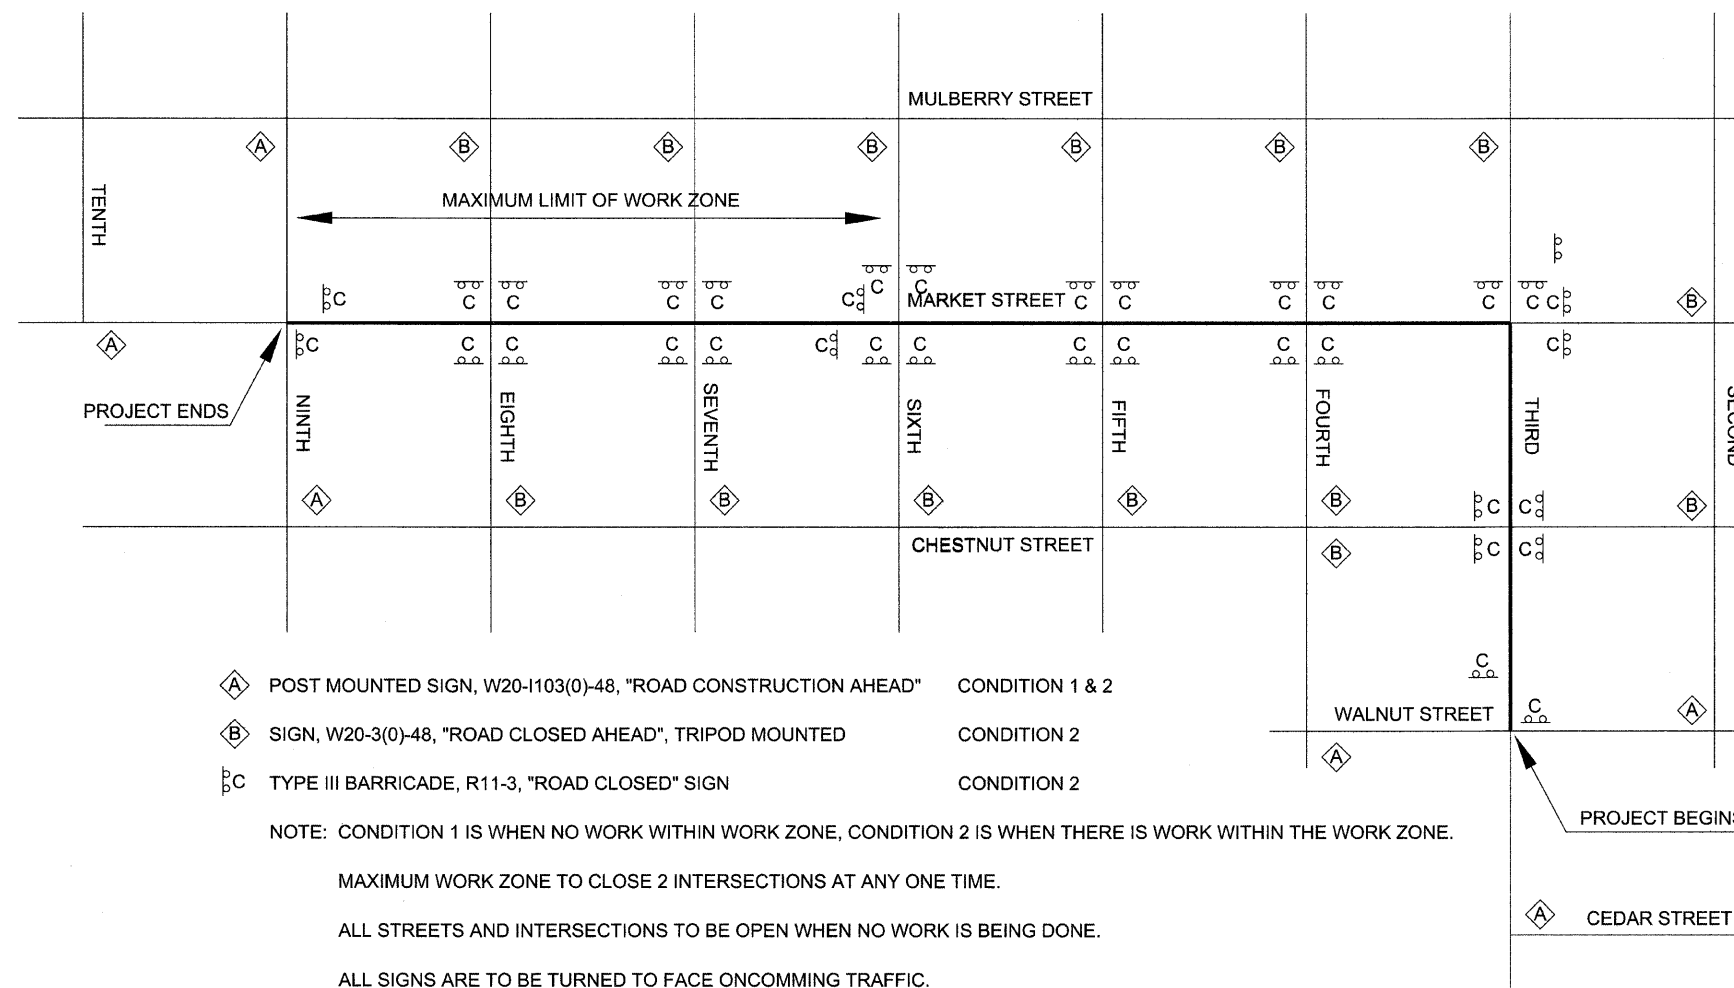 MULBERRY STREET
A B B B B B B
TENTH
MAXIMUM LIMIT OF WORK ZONE
C C C C C C C C MARKET STREET C C C C C C C B
A C C C C C C C C C C C C C
PROJECT ENDS
NINTH
EIGHTH
SEVENTH
SIXTH
FIFTH
FOURTH
THIRD
SECOND
A B B B B B C C B
CHESTNUT STREET
B C C
C
WALNUT STREET C A
A
A POST MOUNTED SIGN, W20-I103(0)-48, "ROAD CONSTRUCTION AHEAD" CONDITION 1 & 2
B SIGN, W20-3(0)-48, "ROAD CLOSED AHEAD", TRIPOD MOUNTED CONDITION 2
C TYPE III BARRICADE, R11-3, "ROAD CLOSED" SIGN CONDITION 2
PROJECT BEGINS
NOTE: CONDITION 1 IS WHEN NO WORK WITHIN WORK ZONE, CONDITION 2 IS WHEN THERE IS WORK WITHIN THE WORK ZONE.
MAXIMUM WORK ZONE TO CLOSE 2 INTERSECTIONS AT ANY ONE TIME.
A CEDAR STREET
ALL STREETS AND INTERSECTIONS TO BE OPEN WHEN NO WORK IS BEING DONE.
ALL SIGNS ARE TO BE TURNED TO FACE ONCOMMING TRAFFIC.